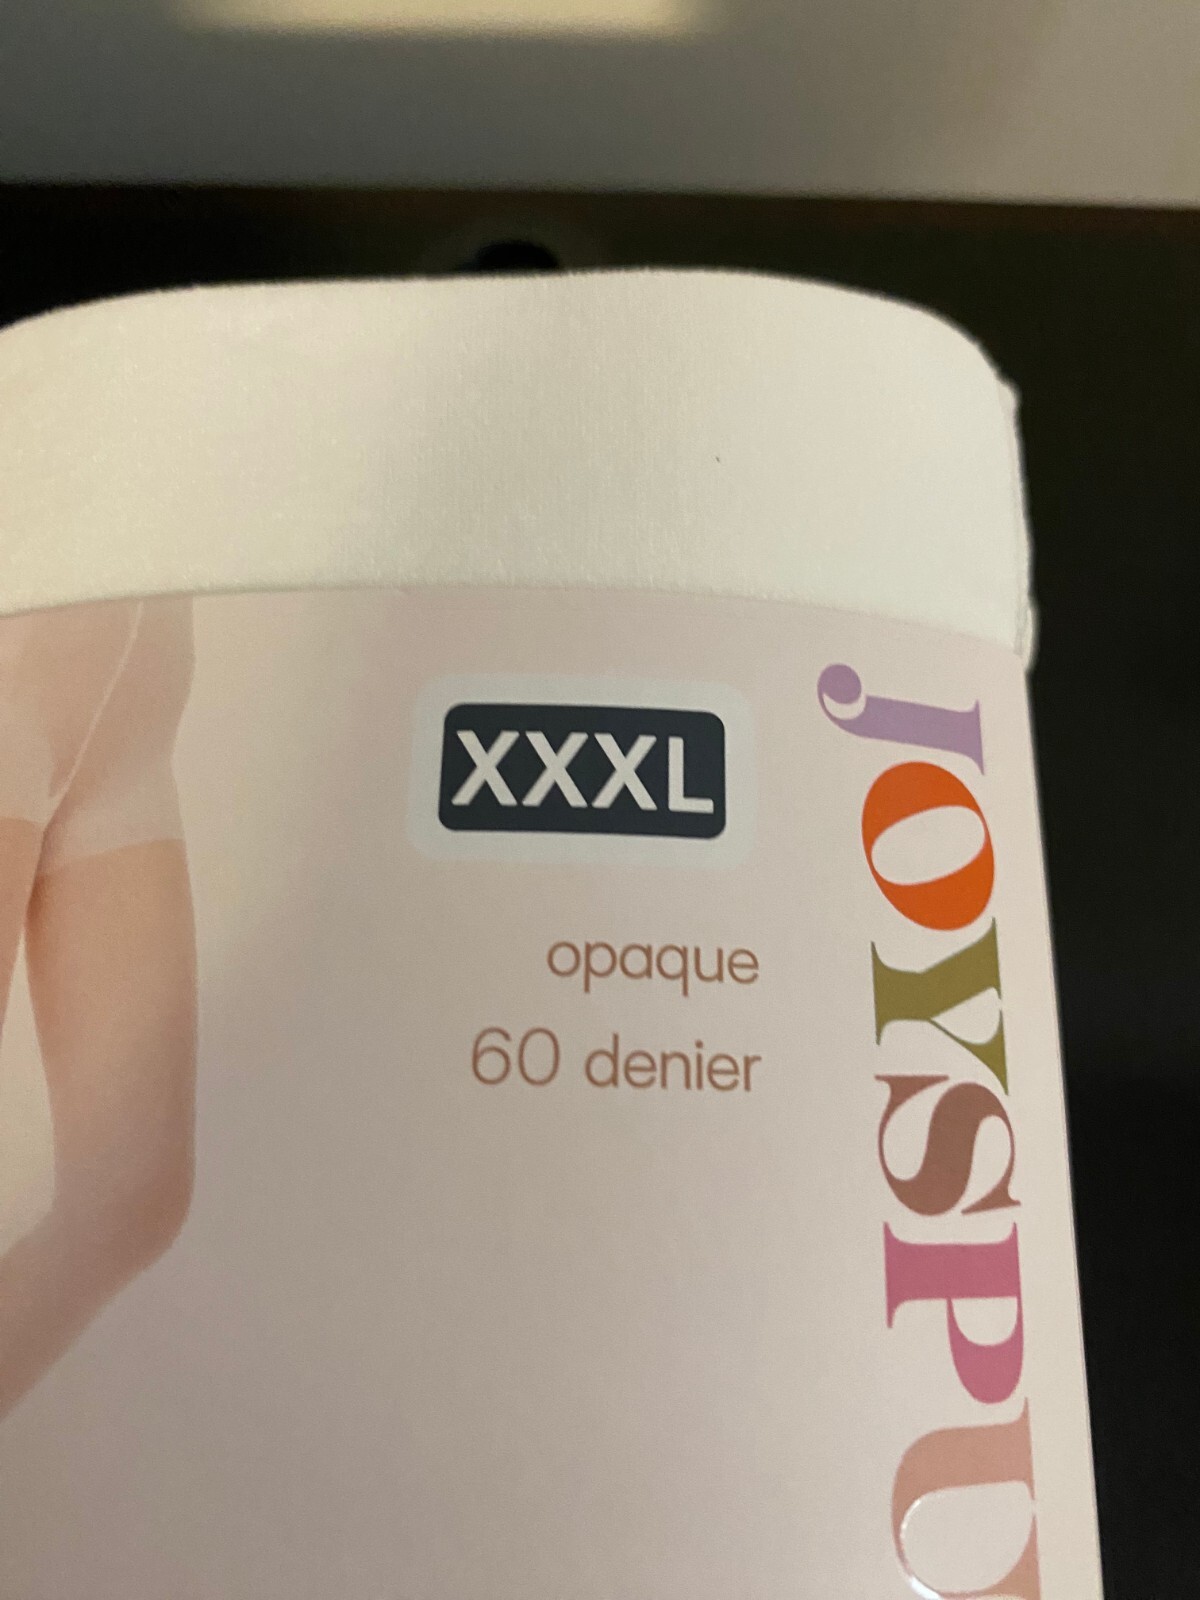 XXXL
opaque
60 denier
JOYSPU